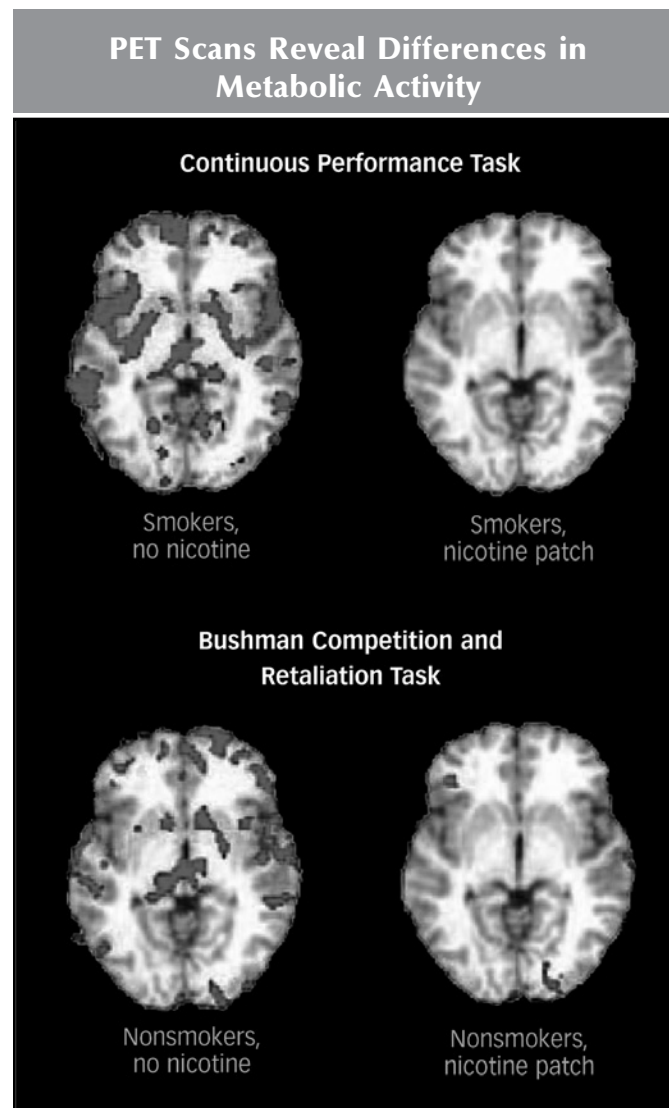 PET Scans Reveal Differences in
Metabolic Activity
Continuous Performance Task
Smokers,
no nicotine
Smokers,
nicotine patch
Bushman Competition and
Retaliation Task
Nonsmokers,
no nicotine
Nonsmokers,
nicotine patch